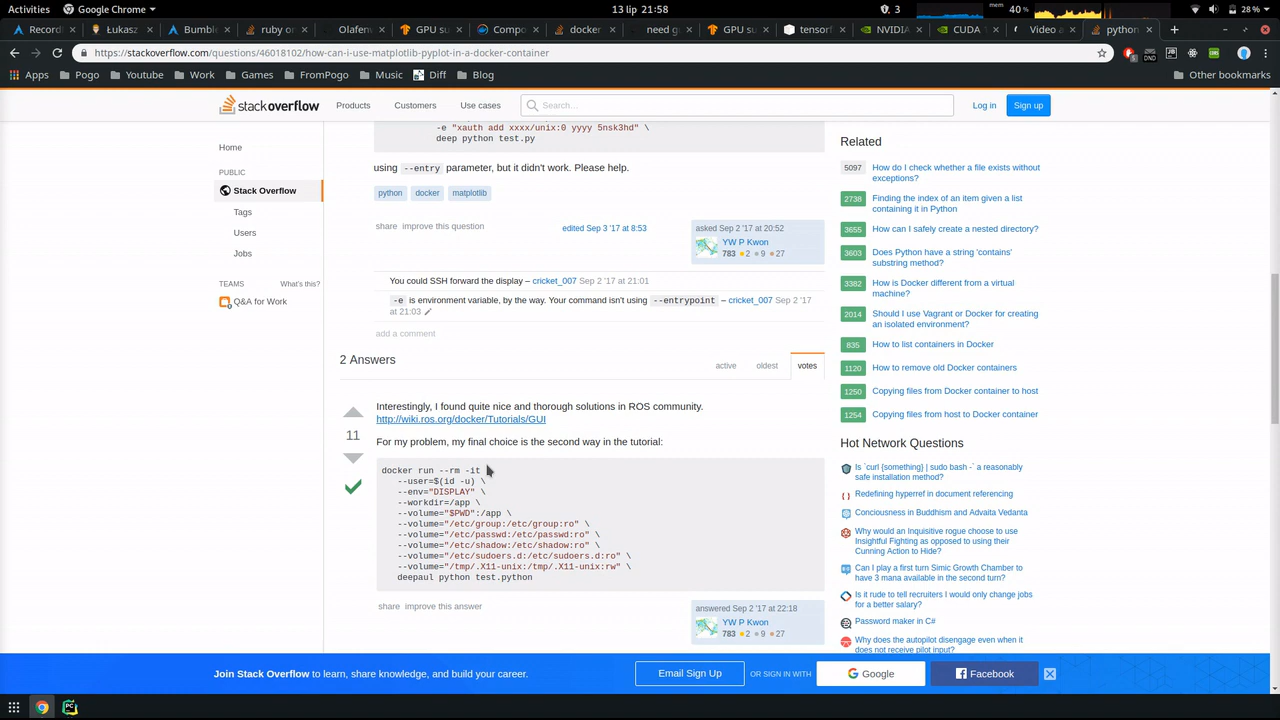 Activities
Google Chrome
13 lip 21:58
3
mem
40 %
28 %
Recordi
Łukasz
Bumble
ruby or
Olafenv
GPU su
Compo
docker
need g
GPU su
tensorf
NVIDIA
CUDA T
Video a
python
https://stackoverflow.com/questions/46018102/how-can-i-use-matplotlib-pyplot-in-a-docker-container
Apps
Pogo
Youtube
Work
Games
FromPogo
Music
Diff
Blog
Other bookmarks
stackoverflow
Products
Customers
Use cases
Search…
Log in
Sign up
Home
PUBLIC
Stack Overflow
Tags
Users
Jobs
TEAMS What's this?
Q&A for Work
-e "xauth add xxxx/unix:0 yyyy 5nsk3hd" \
deep python test.py
using --entry parameter, but it didn't work. Please help.
python docker matplotlib
share improve this question
edited Sep 3 '17 at 8:53
asked Sep 2 '17 at 20:52
YW P Kwon
783 2 9 27
You could SSH forward the display – cricket_007 Sep 2 '17 at 21:01
-e is environment variable, by the way. Your command isn't using --entrypoint – cricket_007 Sep 2 '17
at 21:03
add a comment
2 Answers
active oldest votes
11
Interestingly, I found quite nice and thorough solutions in ROS community.
http://wiki.ros.org/docker/Tutorials/GUI
For my problem, my final choice is the second way in the tutorial:
docker run --rm -it \
--user=$(id -u) \
--env="DISPLAY" \
--workdir=/app \
--volume="$PWD":/app \
--volume="/etc/group:/etc/group:ro" \
--volume="/etc/passwd:/etc/passwd:ro" \
--volume="/etc/shadow:/etc/shadow:ro" \
--volume="/etc/sudoers.d:/etc/sudoers.d:ro" \
--volume="/tmp/.X11-unix:/tmp/.X11-unix:rw" \
deepaul python test.python
share improve this answer
answered Sep 2 '17 at 22:18
YW P Kwon
783 2 9 27
Related
5097 How do I check whether a file exists without
exceptions?
2738 Finding the index of an item given a list
containing it in Python
3655 How can I safely create a nested directory?
3603 Does Python have a string 'contains'
substring method?
3382 How is Docker different from a virtual
machine?
2014 Should I use Vagrant or Docker for creating
an isolated environment?
835 How to list containers in Docker
1120 How to remove old Docker containers
1250 Copying files from Docker container to host
1254 Copying files from host to Docker container
Hot Network Questions
Is `curl {something} | sudo bash -` a reasonably
safe installation method?
Redefining hyperref in document referencing
Conciousness in Buddhism and Advaita Vedanta
Why would an Inquisitive rogue choose to use
Insightful Fighting as opposed to using their
Cunning Action to Hide?
Can I play a first turn Simic Growth Chamber to
have 3 mana available in the second turn?
Is it rude to tell recruiters I would only change jobs
for a better salary?
Password maker in C#
Why does the autopilot disengage even when it
does not receive pilot input?
Join Stack Overflow to learn, share knowledge, and build your career.
Email Sign Up
OR SIGN IN WITH
Google
Facebook